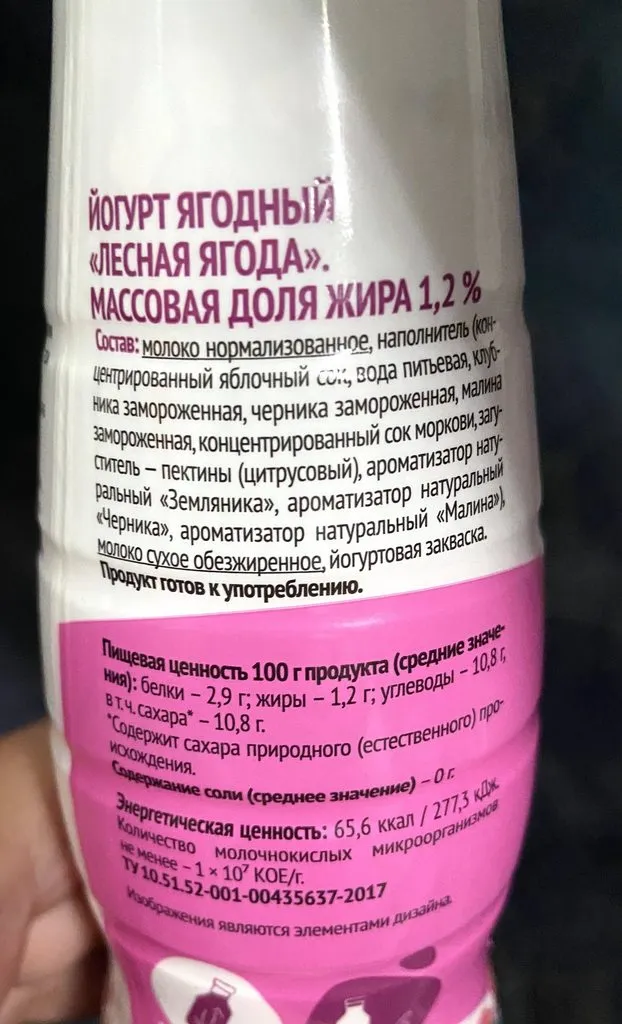 ЙОГУРТ ЯГОДНЫЙ
«ЛЕСНАЯ ЯГОДА».
МАССОВАЯ ДОЛЯ ЖИРА 1,2 %
Состав: молоко нормализованное, наполнитель (кон-
центрированный яблочный сок, вода питьевая, клуб-
ника замороженная, черника замороженная, малина
замороженная, концентрированный сок моркови, загу-
ститель – пектины (цитрусовый), ароматизатор нату-
ральный «Земляника», ароматизатор натуральный
«Черника», ароматизатор натуральный «Малина»),
молоко сухое обезжиренное, йогуртовая закваска.
Продукт готов к употреблению.
Пищевая ценность 100 г продукта (средние значе-
ния): белки – 2,9 г; жиры – 1,2 г; углеводы – 10,8 г,
в т.ч. сахара* – 10,8 г.
*Содержит сахара природного (естественного) про-
исхождения.
Содержание соли (среднее значение) – 0 г.
Энергетическая ценность: 65,6 ккал / 277,3 кДж.
Количество молочнокислых микроорганизмов
не менее – 1 × 10⁷ КОЕ/г.
ТУ 10.51.52-001-00435637-2017
Изображения являются элементами дизайна.